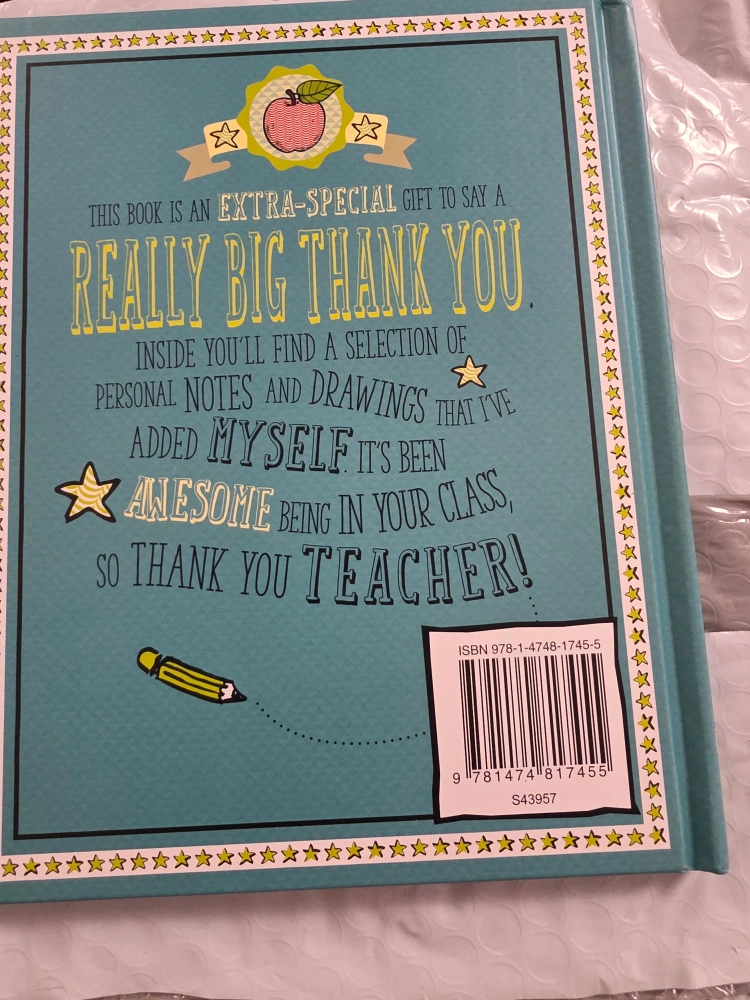 THIS BOOK IS AN EXTRA-SPECIAL GIFT TO SAY A
REALLY BIG THANK YOU.
INSIDE YOU'LL FIND A SELECTION OF
PERSONAL NOTES AND DRAWINGS THAT I'VE
ADDED MYSELF. IT'S BEEN
AWESOME BEING IN YOUR CLASS,
SO THANK YOU TEACHER!
ISBN 978-1-4748-1745-5
9 781474 817455
S43957